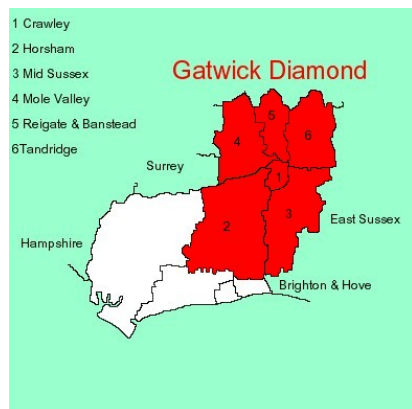 1 Crawley
2 Horsham
3 Mid Sussex
4 Mole Valley
5 Reigate & Banstead
6Tandridge
Gatwick Diamond
5
4
6
Surrey
1
2
3
East Sussex
Hampshire
Brighton & Hove